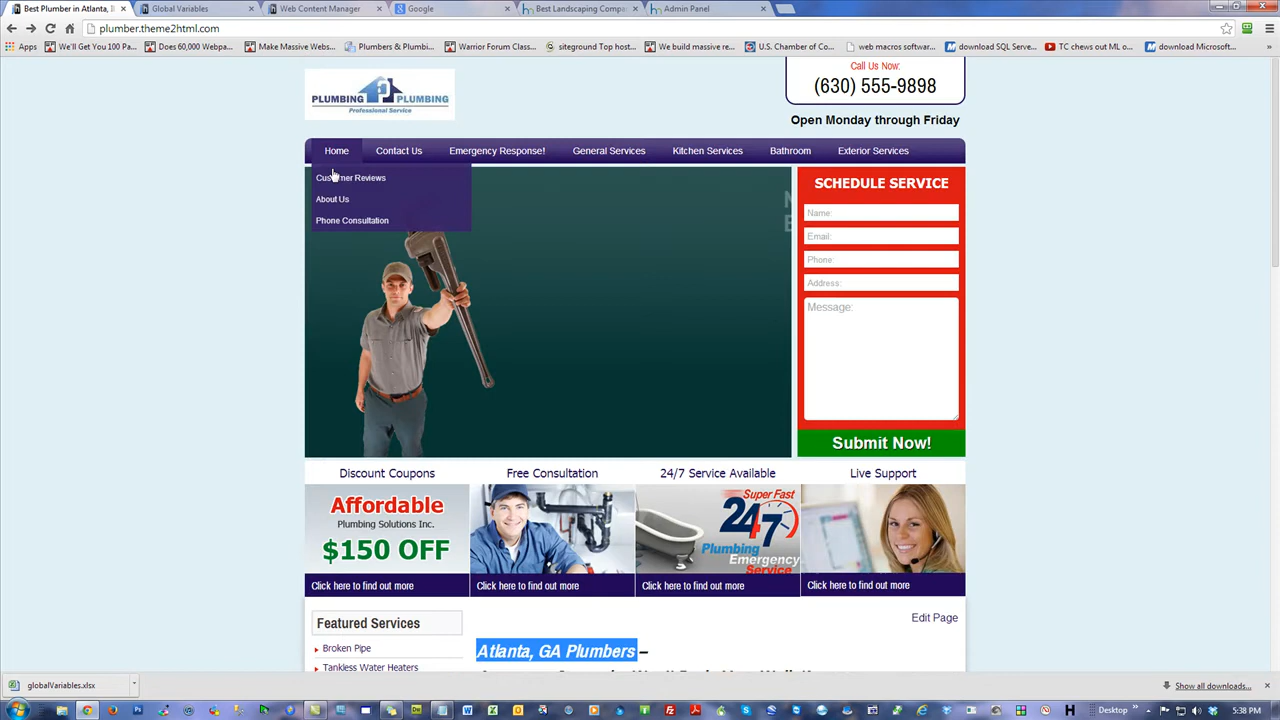 Best Plumber in Atlanta, I
Global Variables
Web Content Manager
Google
Best Landscaping Compa
Admin Panel
plumber.theme2html.com
Apps
We'll Get You 100 Pa...
Does 60,000 Webpa...
Make Massive Webs...
Plumbers & Plumbi...
Warrior Forum Class...
siteground Top host...
We build massive re...
U.S. Chamber of Co...
web macros softwar...
download SQL Serve...
TC chews out ML o...
download Microsoft...
PLUMBING PLUMBING
Professional Service
Call Us Now:
(630) 555-9898
Open Monday through Friday
Home
Contact Us
Emergency Response!
General Services
Kitchen Services
Bathroom
Exterior Services
Customer Reviews
About Us
Phone Consultation
SCHEDULE SERVICE
Name:
Email:
Phone:
Address:
Message:
Submit Now!
Discount Coupons
Free Consultation
24/7 Service Available
Live Support
Affordable
Plumbing Solutions Inc.
$150 OFF
Super Fast
24/7
Plumbing
Emergency
Service
Click here to find out more
Click here to find out more
Click here to find out more
Click here to find out more
Featured Services
Broken Pipe
Tankless Water Heaters
Edit Page
Atlanta, GA Plumbers –
globalVariables.xlsx
Show all downloads...
Desktop
5:38 PM